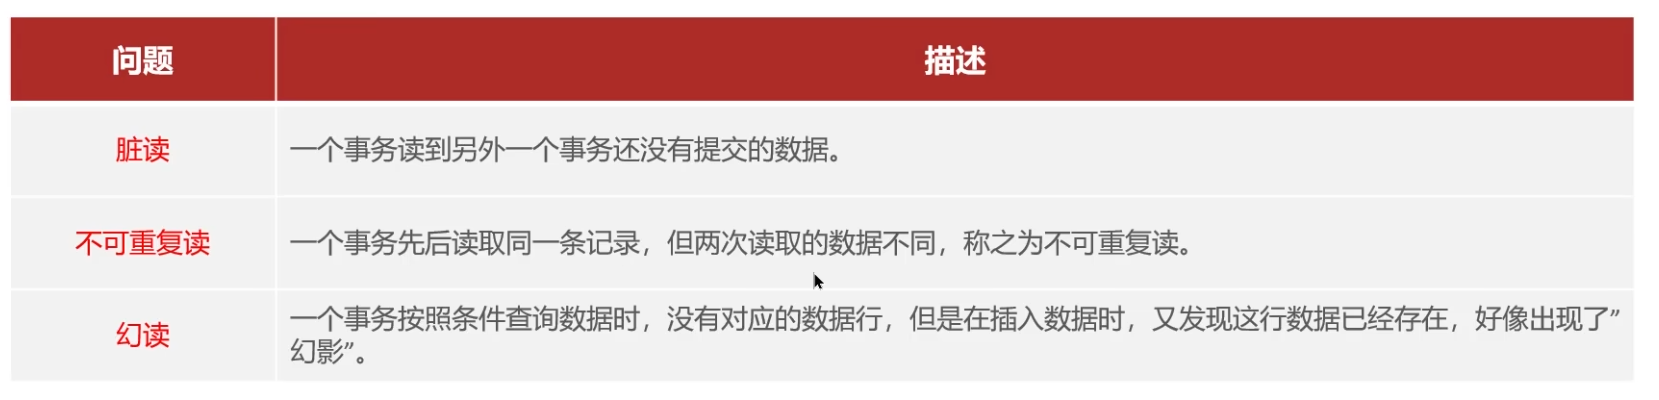 问题 描述
脏读 一个事务读到另外一个事务还没有提交的数据。
不可重复读 一个事务先后读取同一条记录，但两次读取的数据不同，称之为不可重复读。
幻读 一个事务按照条件查询数据时，没有对应的数据行，但是在插入数据时，又发现这行数据已经存在，好像出现了”
幻影”。